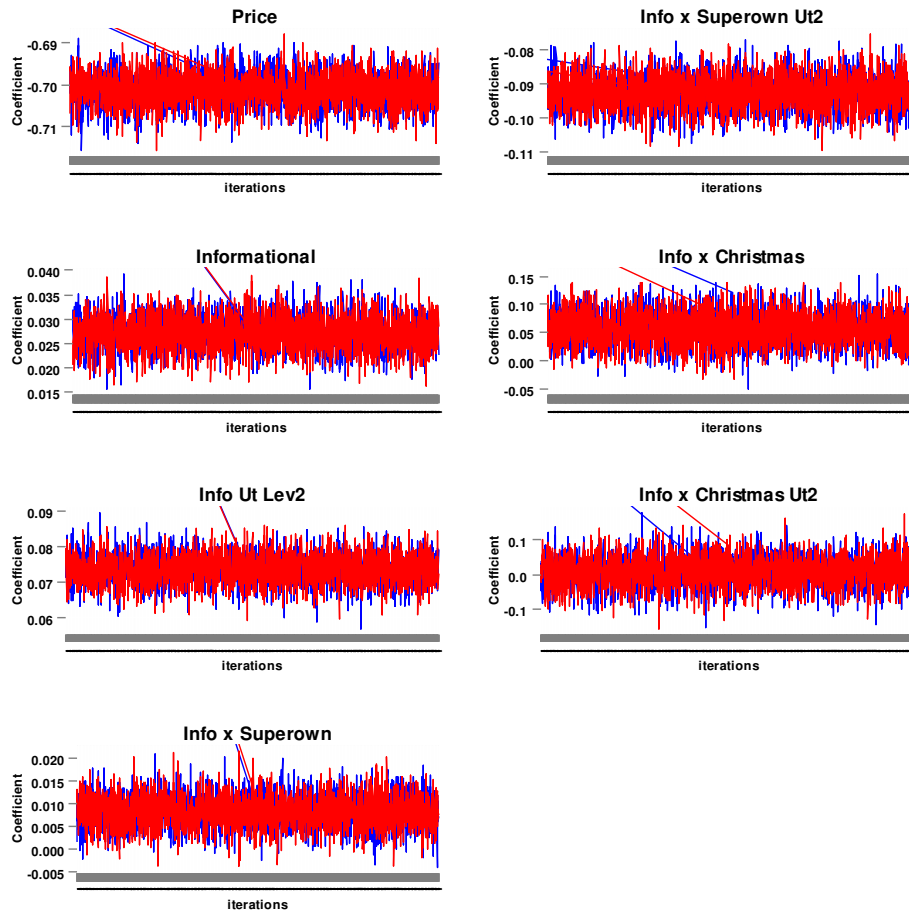 Price
Coefficient
-0.69
-0.70
-0.71
iterations
Info x Superown Ut2
Coefficient
-0.08
-0.09
-0.10
-0.11
iterations
Informational
Coefficient
0.040
0.035
0.030
0.025
0.020
0.015
iterations
Info x Christmas
Coefficient
0.15
0.10
0.05
0.00
-0.05
iterations
Info Ut Lev2
Coefficient
0.09
0.08
0.07
0.06
iterations
Info x Christmas Ut2
Coefficient
0.1
0.0
-0.1
iterations
Info x Superown
Coefficient
0.020
0.015
0.010
0.005
0.000
-0.005
iterations